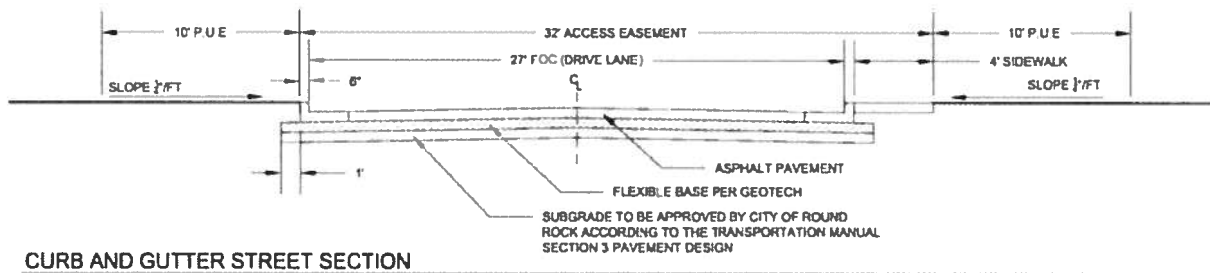 10' P.U.E
32' ACCESS EASEMENT
10' P.U.E
27' FOC (DRIVE LANE)
4' SIDEWALK
6"
℄
SLOPE "/FT
SLOPE "/FT
ASPHALT PAVEMENT
1'
FLEXIBLE BASE PER GEOTECH
SUBGRADE TO BE APPROVED BY CITY OF ROUND
ROCK ACCORDING TO THE TRANSPORTATION MANUAL
SECTION 3 PAVEMENT DESIGN
CURB AND GUTTER STREET SECTION